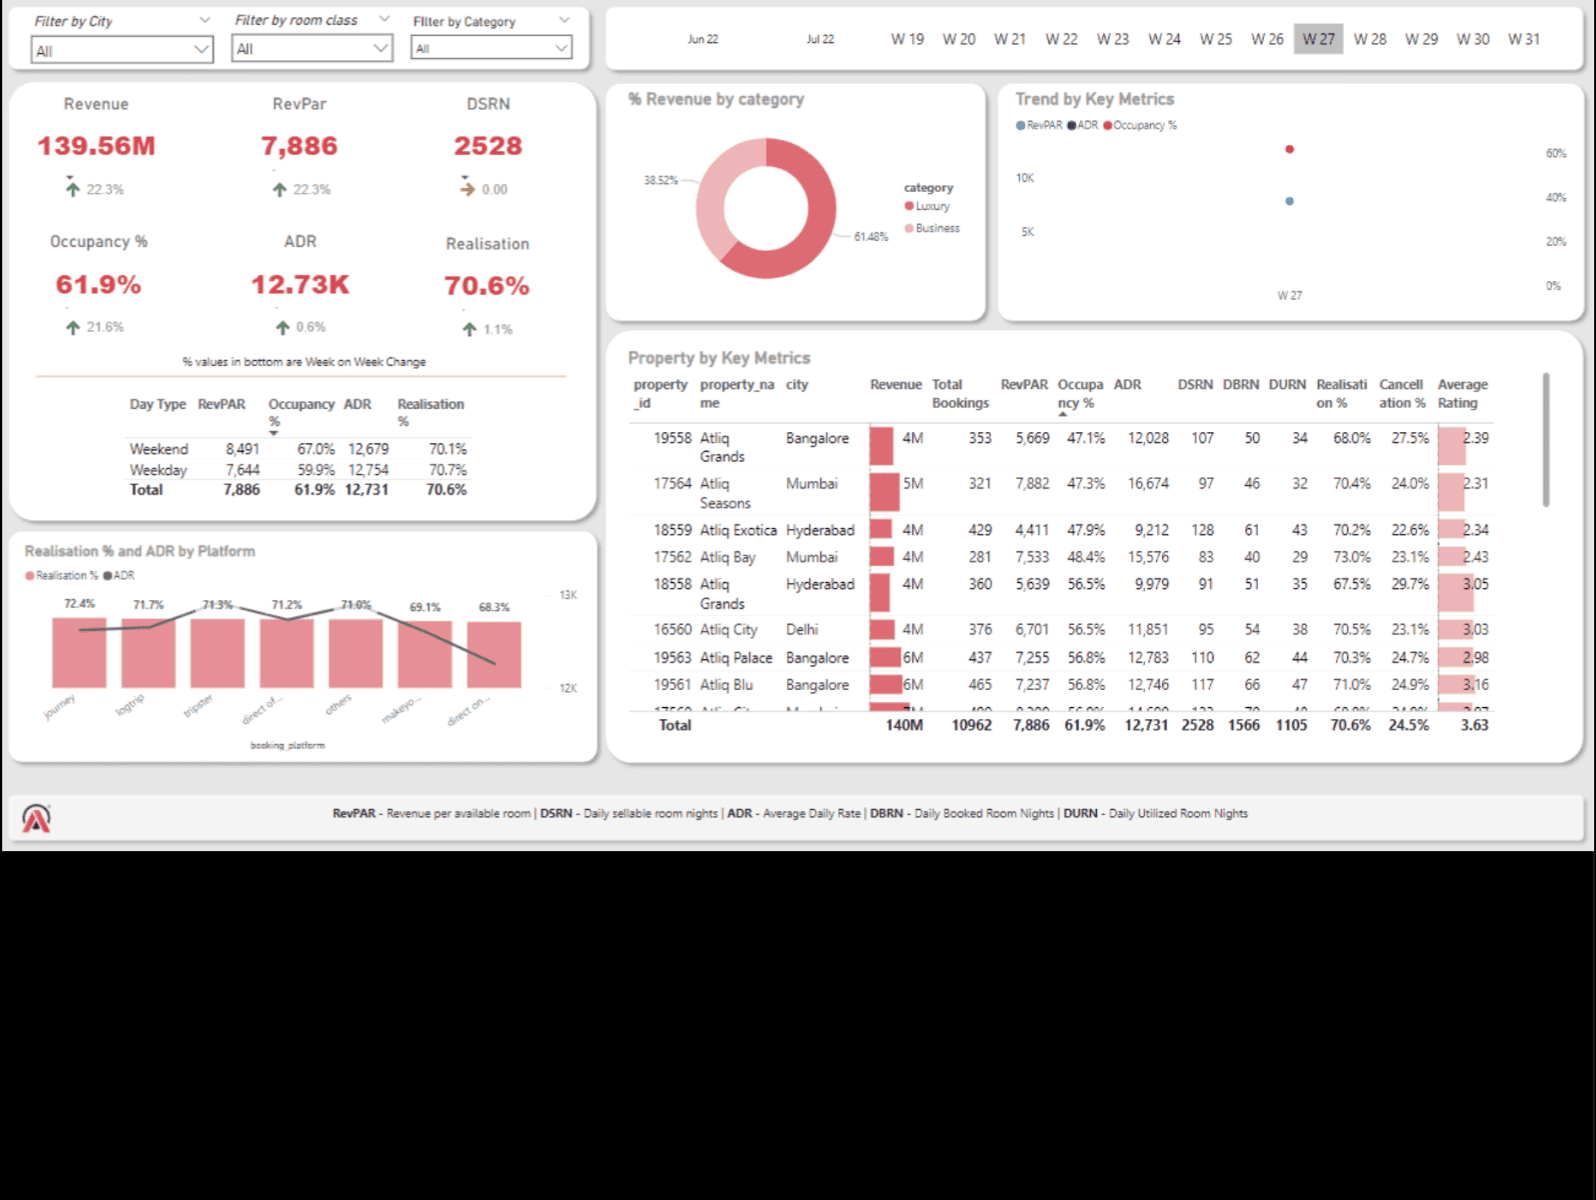 Filter by City
Filter by room class
FIlter by Category
All
All
All
Jun 22 Jul 22 W 19 W 20 W 21 W 22 W 23 W 24 W 25 W 26 W 27 W 28 W 29 W 30 W 31
Revenue RevPar DSRN
139.56M 7,886 2528
22.3% 22.3% 0.00
Occupancy % ADR Realisation
61.9% 12.73K 70.6%
21.6% 0.6% 1.1%
% values in bottom are Week on Week Change
Day Type RevPAR Occupancy % ADR Realisation %
Weekend 8,491 67.0% 12,679 70.1%
Weekday 7,644 59.9% 12,754 70.7%
Total 7,886 61.9% 12,731 70.6%
% Revenue by category
38.52%
61.48%
category
Luxury
Business
Trend by Key Metrics
RevPAR ADR Occupancy %
10K
5K
60%
40%
20%
0%
W 27
Realisation % and ADR by Platform
Realisation % ADR
72.4% 71.7% 71.3% 71.2% 71.0% 69.1% 68.3%
13K
12K
journey logtrip tripster direct of... others makeyo... direct on...
booking_platform
Property by Key Metrics
property_id property_name city Revenue Total Bookings RevPAR Occupancy % ADR DSRN DBRN DURN Realisation % Cancellation % Average Rating
19558 Atliq Grands Bangalore 4M 353 5,669 47.1% 12,028 107 50 34 68.0% 27.5% 2.39
17564 Atliq Seasons Mumbai 5M 321 7,882 47.3% 16,674 97 46 32 70.4% 24.0% 2.31
18559 Atliq Exotica Hyderabad 4M 429 4,411 47.9% 9,212 128 61 43 70.2% 22.6% 2.34
17562 Atliq Bay Mumbai 4M 281 7,533 48.4% 15,576 83 40 29 73.0% 23.1% 2.43
18558 Atliq Grands Hyderabad 4M 360 5,639 56.5% 9,979 91 51 35 67.5% 29.7% 3.05
16560 Atliq City Delhi 4M 376 6,701 56.5% 11,851 95 54 38 70.5% 23.1% 3.03
19563 Atliq Palace Bangalore 6M 437 7,255 56.8% 12,783 110 62 44 70.3% 24.7% 2.98
19561 Atliq Blu Bangalore 6M 465 7,237 56.8% 12,746 117 66 47 71.0% 24.9% 3.16
Total 140M 10962 7,886 61.9% 12,731 2528 1566 1105 70.6% 24.5% 3.63
RevPAR - Revenue per available room | DSRN - Daily sellable room nights | ADR - Average Daily Rate | DBRN - Daily Booked Room Nights | DURN - Daily Utilized Room Nights